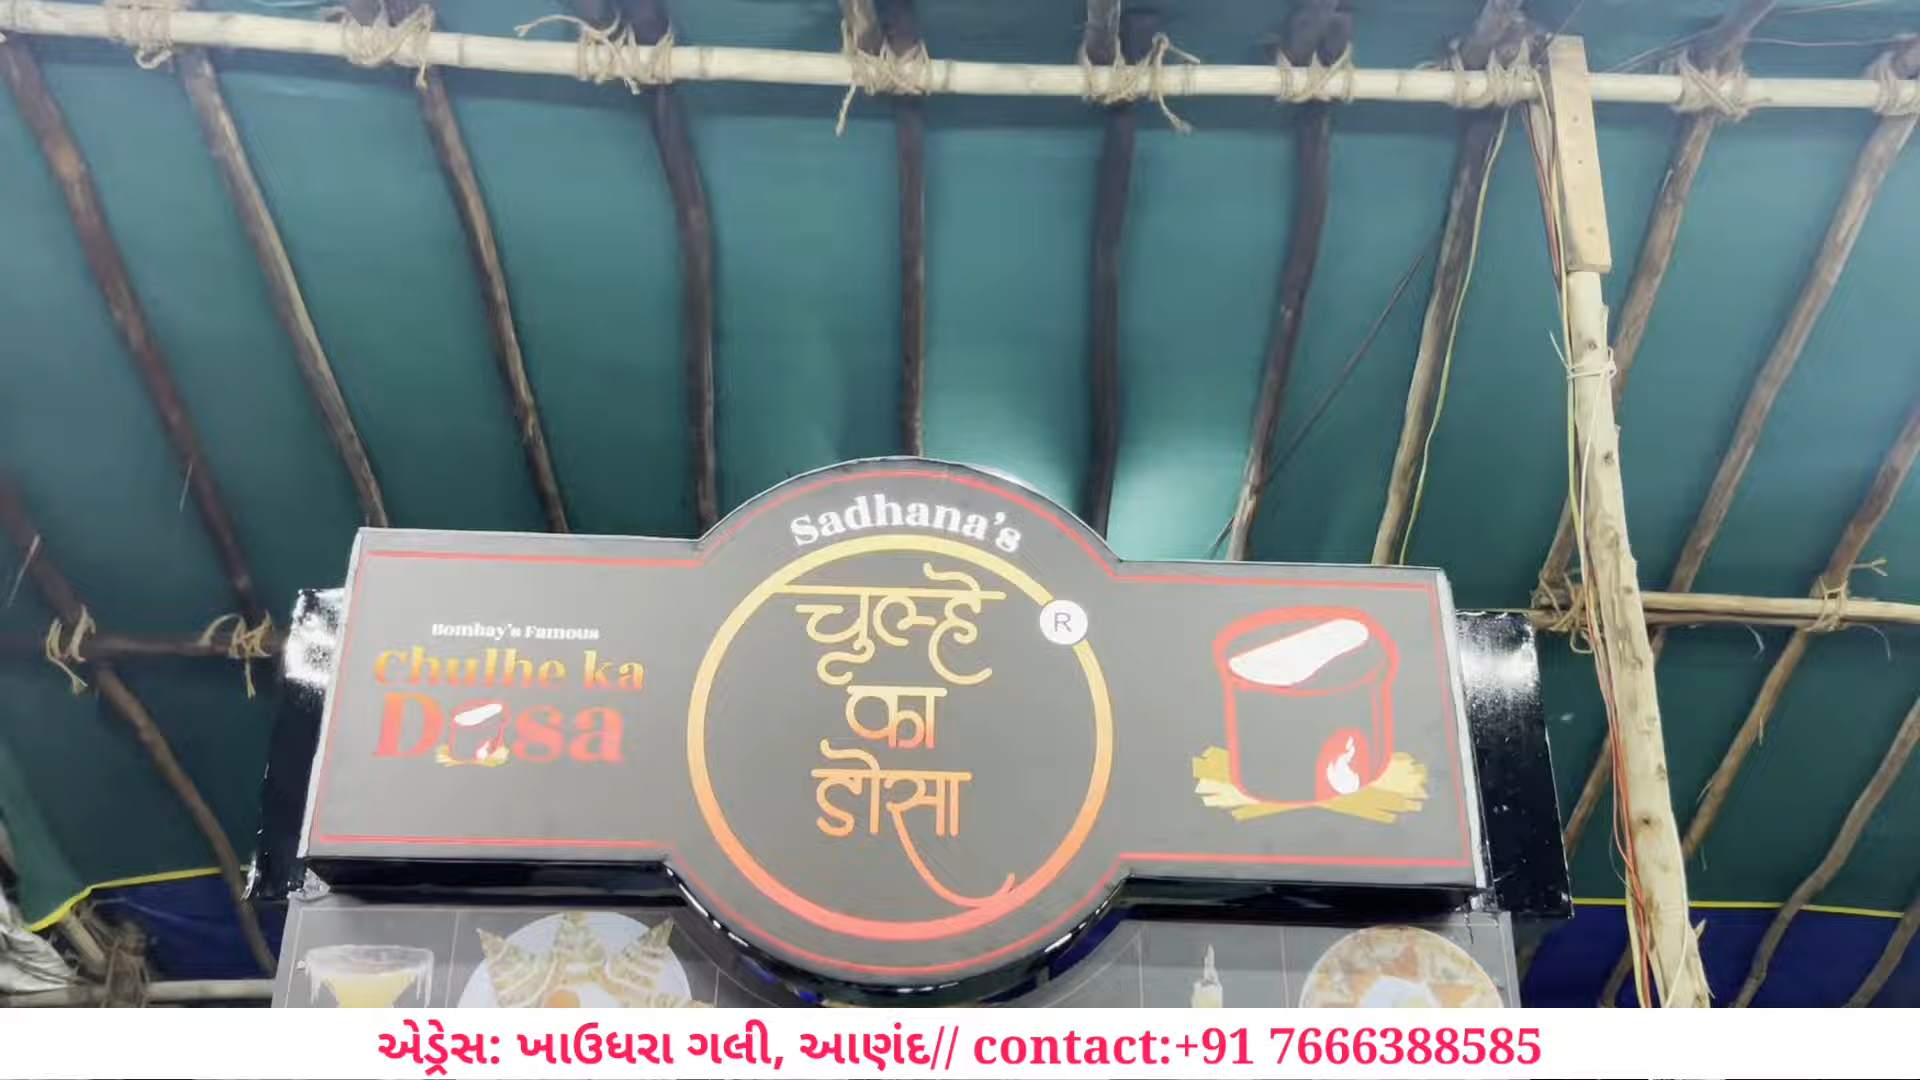 Sadhana's
चुल्हे
का
डोसा
R
Bombay's Famous
Chulhe ka
Dosa
એડ્રેસ: ખાઉધરા ગલી, આણંદ// contact:+91 7666388585